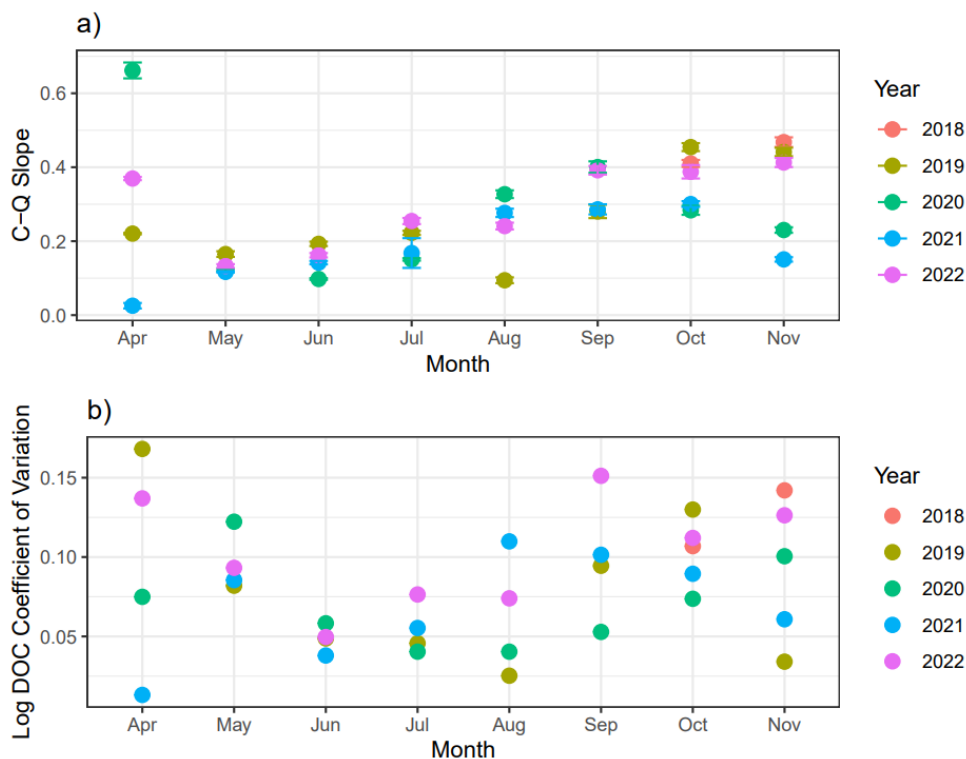 a)
C−Q Slope
0.6
0.4
0.2
0.0
Apr May Jun Jul Aug Sep Oct Nov
Month
Year
2018
2019
2020
2021
2022
b)
Log DOC Coefficient of Variation
0.15
0.10
0.05
Apr May Jun Jul Aug Sep Oct Nov
Month
Year
2018
2019
2020
2021
2022